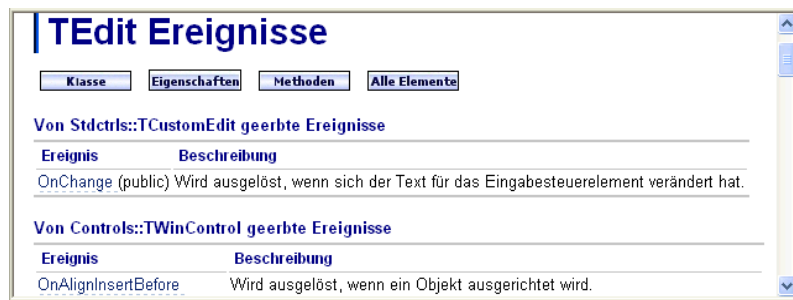 TEdit Ereignisse
Klasse Eigenschaften Methoden Alle Elemente
Von Stdctrls::TCustomEdit geerbte Ereignisse
Ereignis Beschreibung
OnChange (public) Wird ausgelöst, wenn sich der Text für das Eingabesteuerelement verändert hat.
Von Controls::TWinControl geerbte Ereignisse
Ereignis Beschreibung
OnAlignInsertBefore Wird ausgelöst, wenn ein Objekt ausgerichtet wird.